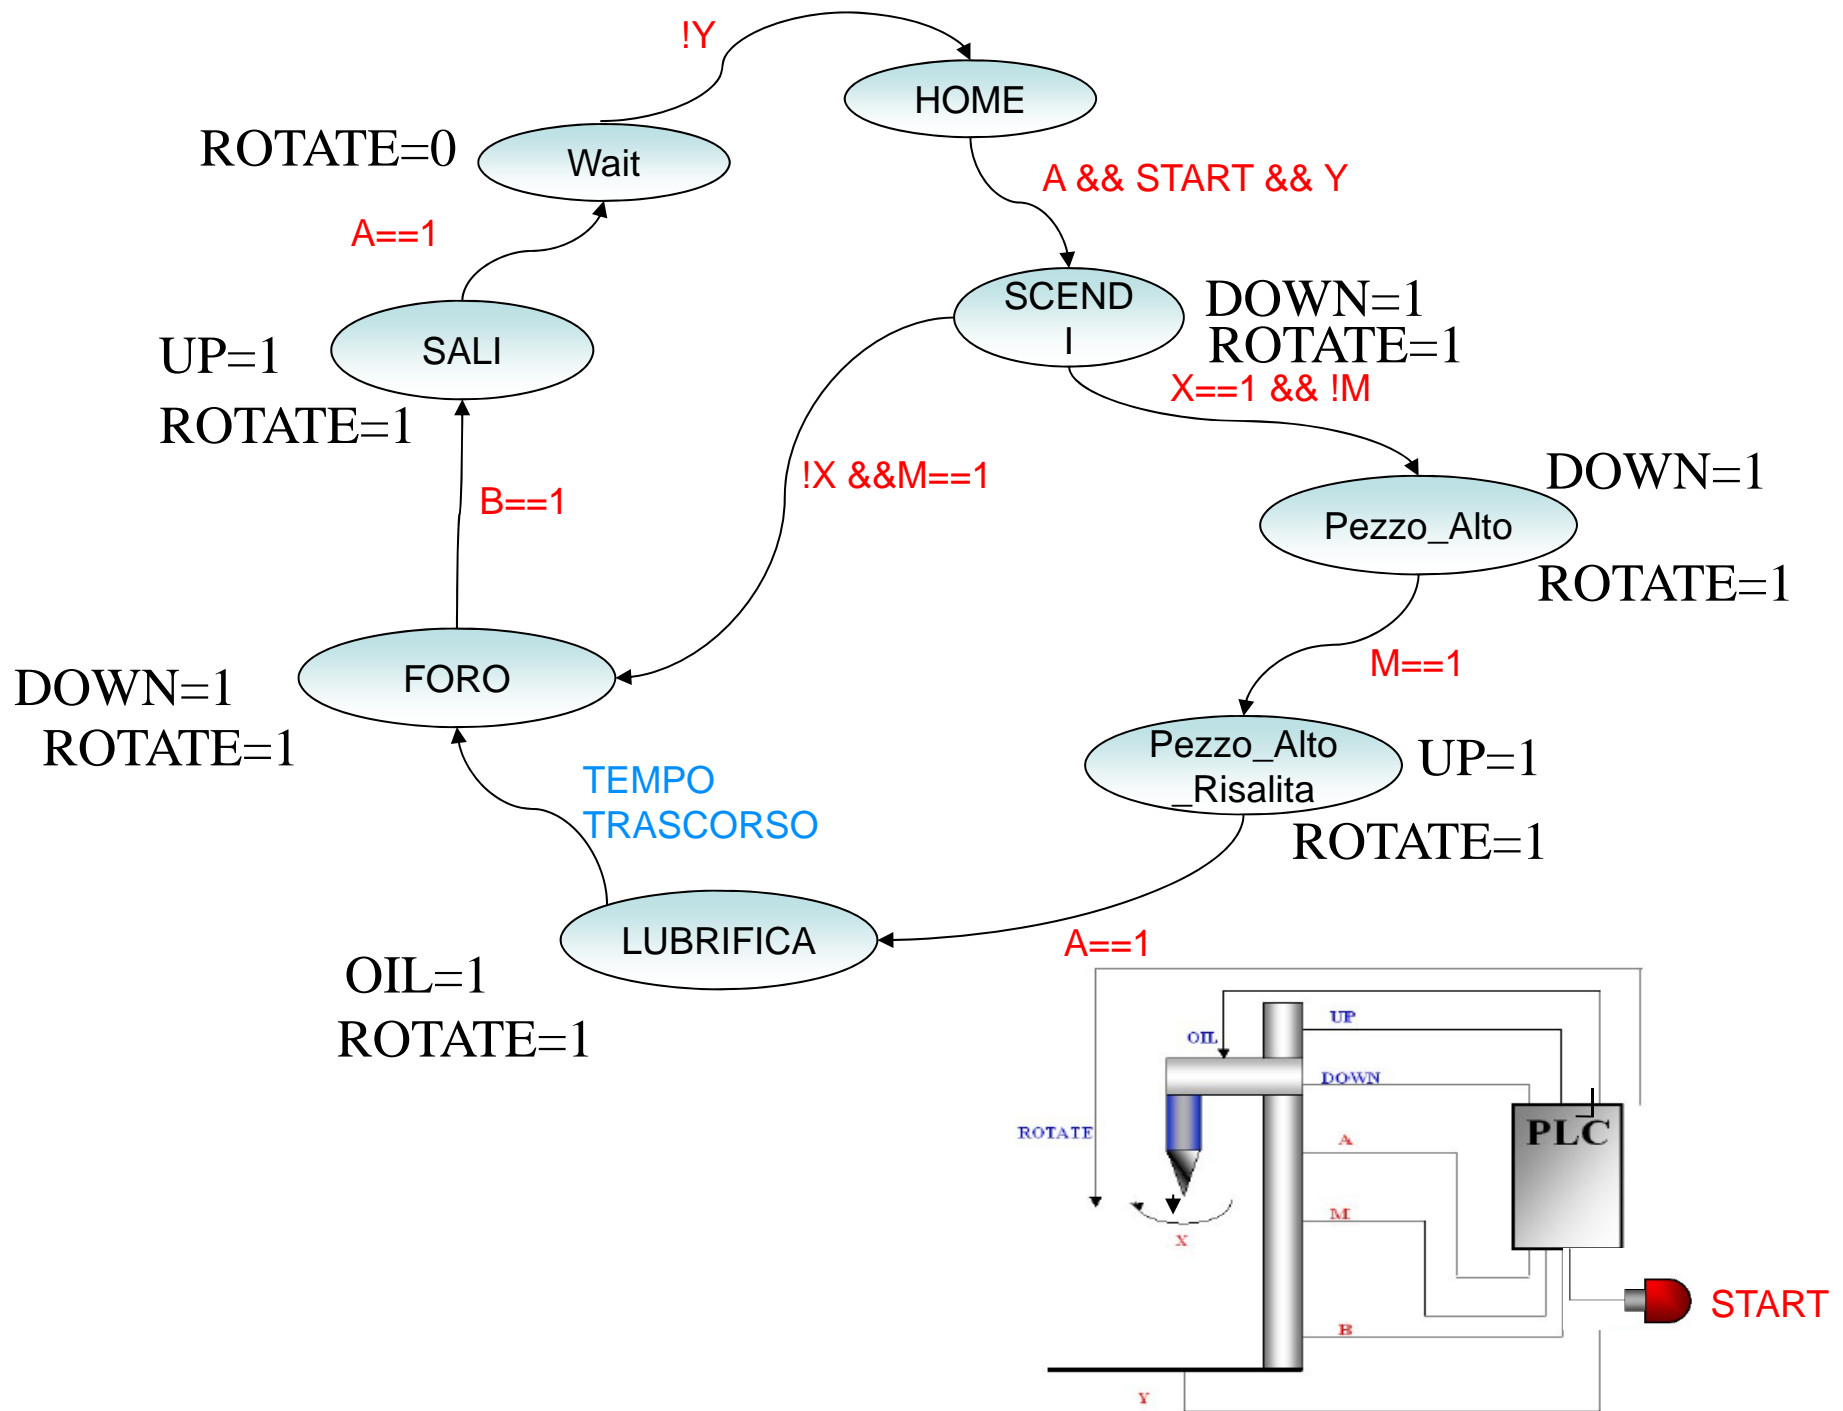 !Y
HOME
ROTATE=0
Wait
A && START && Y
A==1
SCEND
I
DOWN=1
ROTATE=1
UP=1
SALI
ROTATE=1
X==1 && !M
!X &&M==1
B==1
DOWN=1
Pezzo_Alto
ROTATE=1
M==1
FORO
DOWN=1
ROTATE=1
Pezzo_Alto
_Risalita
UP=1
ROTATE=1
TEMPO
TRASCORSO
LUBRIFICA
A==1
OIL=1
ROTATE=1
UP
OIL
DOWN
ROTATE
A
PLC
M
X
START
B
Y